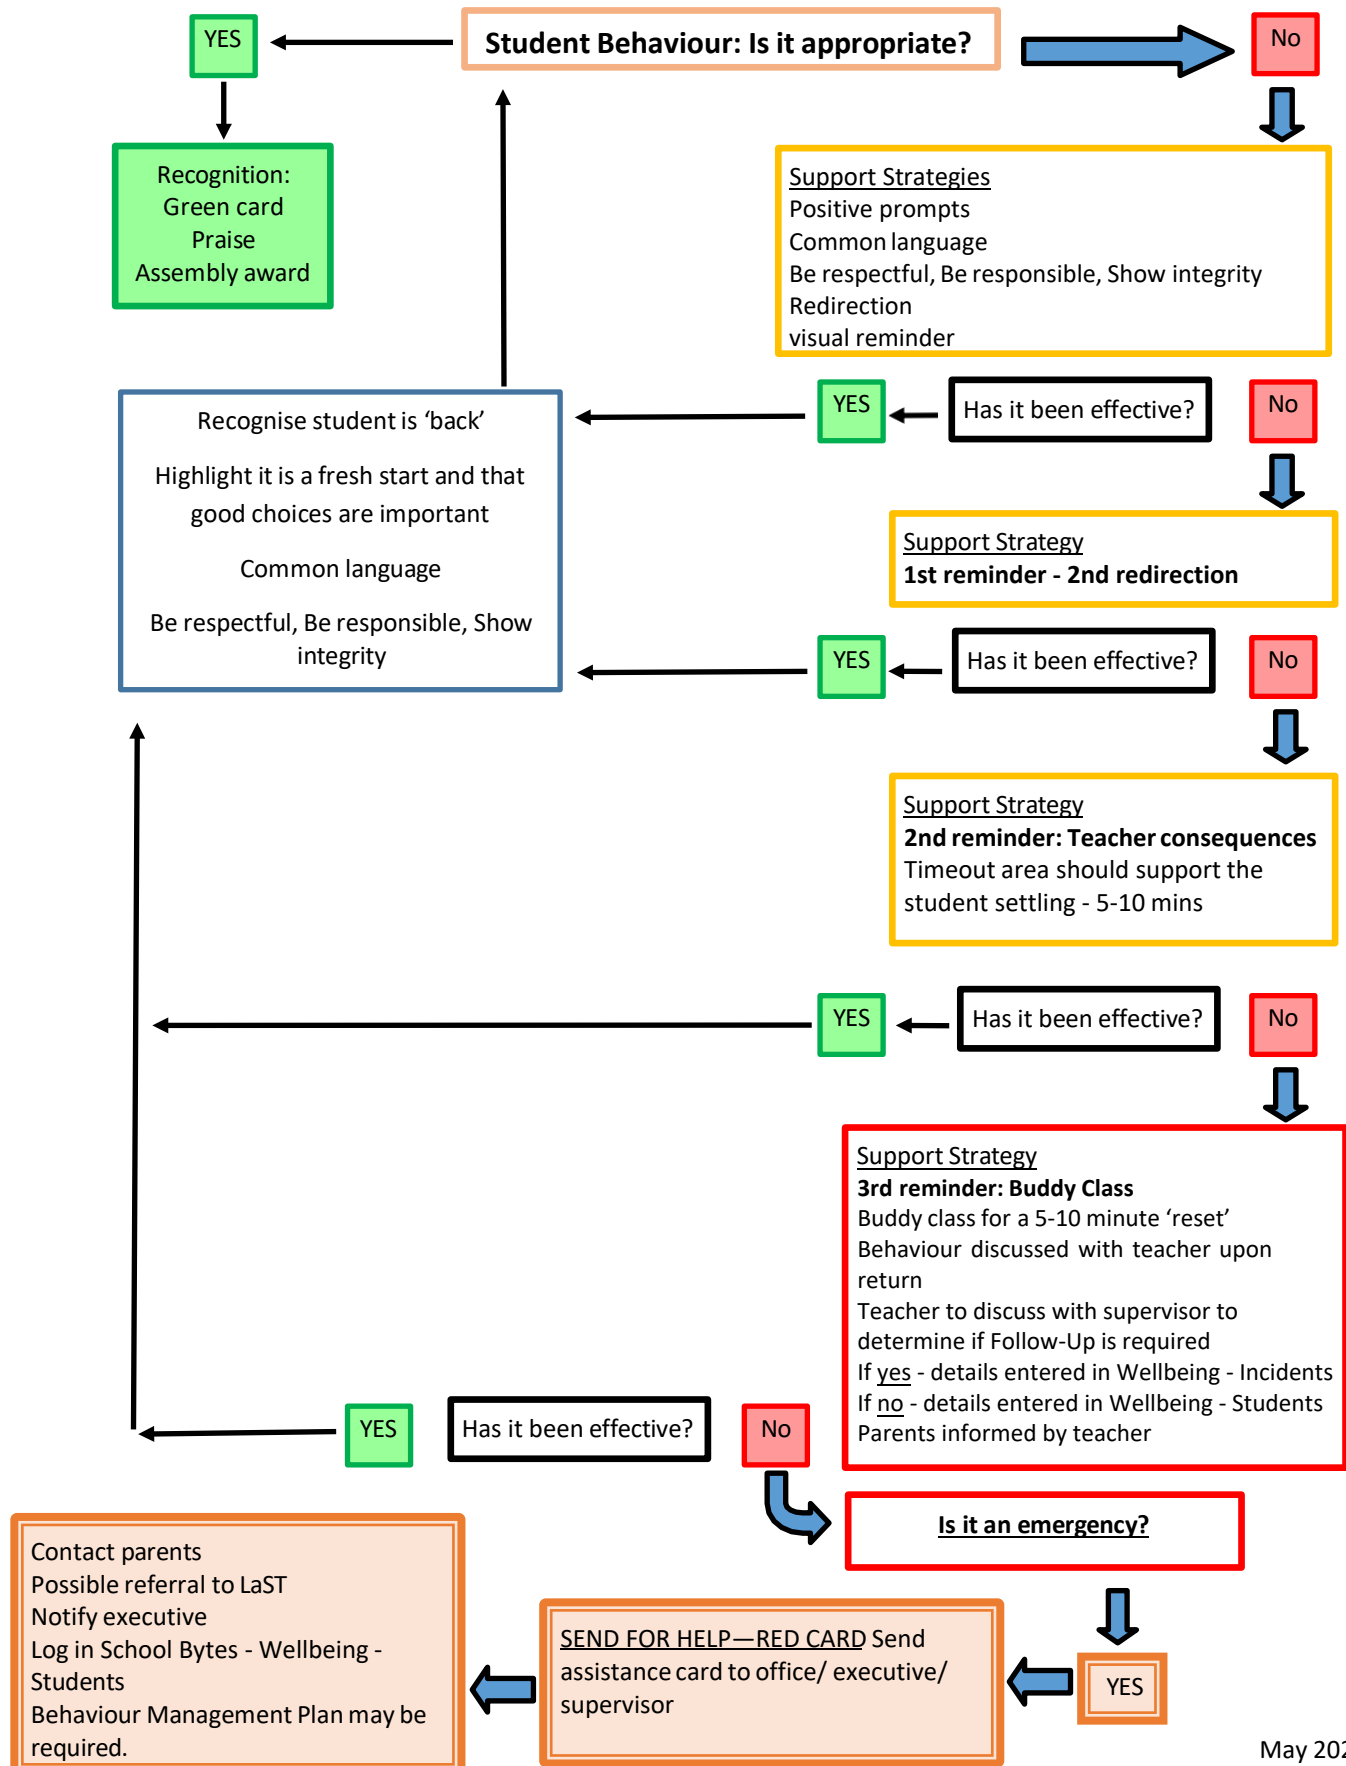 YES
Student Behaviour: Is it appropriate?
No
Recognition:
Green card
Praise
Assembly award
Support Strategies
Positive prompts
Common language
Be respectful, Be responsible, Show integrity
Redirection
visual reminder
Recognise student is ‘back’
Highlight it is a fresh start and that
good choices are important
Common language
Be respectful, Be responsible, Show
integrity
YES
Has it been effective?
No
Support Strategy
1st reminder - 2nd redirection
YES
Has it been effective?
No
Support Strategy
2nd reminder: Teacher consequences
Timeout area should support the
student settling - 5-10 mins
YES
Has it been effective?
No
Support Strategy
3rd reminder: Buddy Class
Buddy class for a 5-10 minute ‘reset’
Behaviour discussed with teacher upon
return
Teacher to discuss with supervisor to
determine if Follow-Up is required
If yes - details entered in Wellbeing - Incidents
If no - details entered in Wellbeing - Students
Parents informed by teacher
YES
Has it been effective?
No
Is it an emergency?
YES
SEND FOR HELP—RED CARD Send
assistance card to office/ executive/
supervisor
Contact parents
Possible referral to LaST
Notify executive
Log in School Bytes - Wellbeing -
Students
Behaviour Management Plan may be
required.
May 202